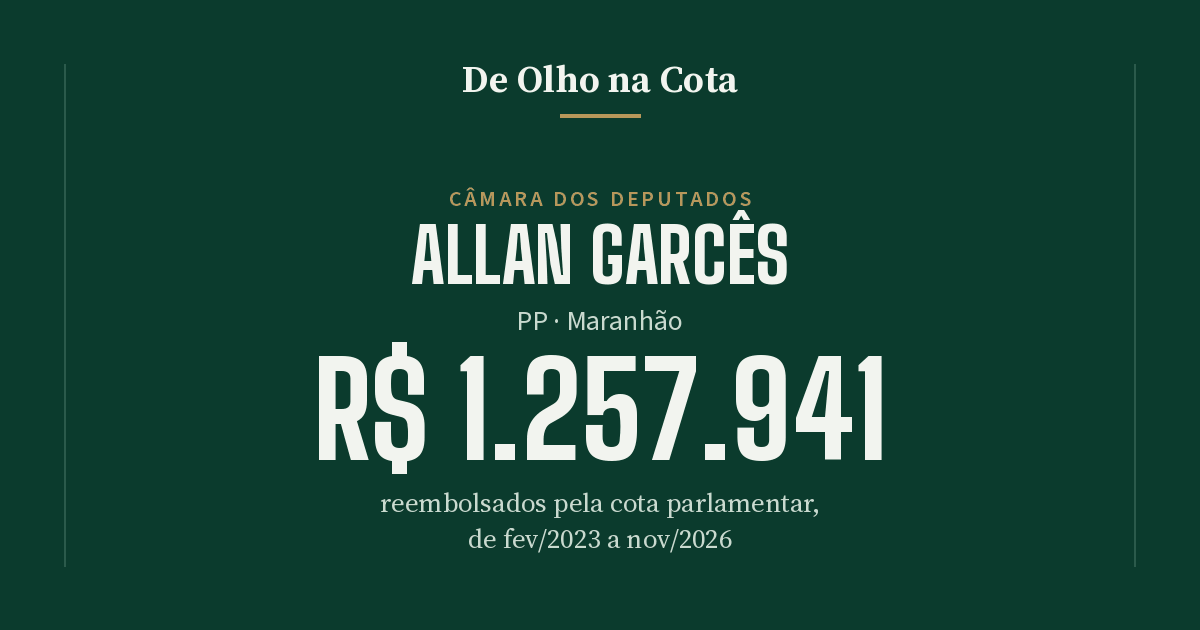 De Olho na Cota
CÂMARA DOS DEPUTADOS
ALLAN GARCÊS
PP · Maranhão
R$ 1.257.941
reembolsados pela cota parlamentar,
de fev/2023 a nov/2026